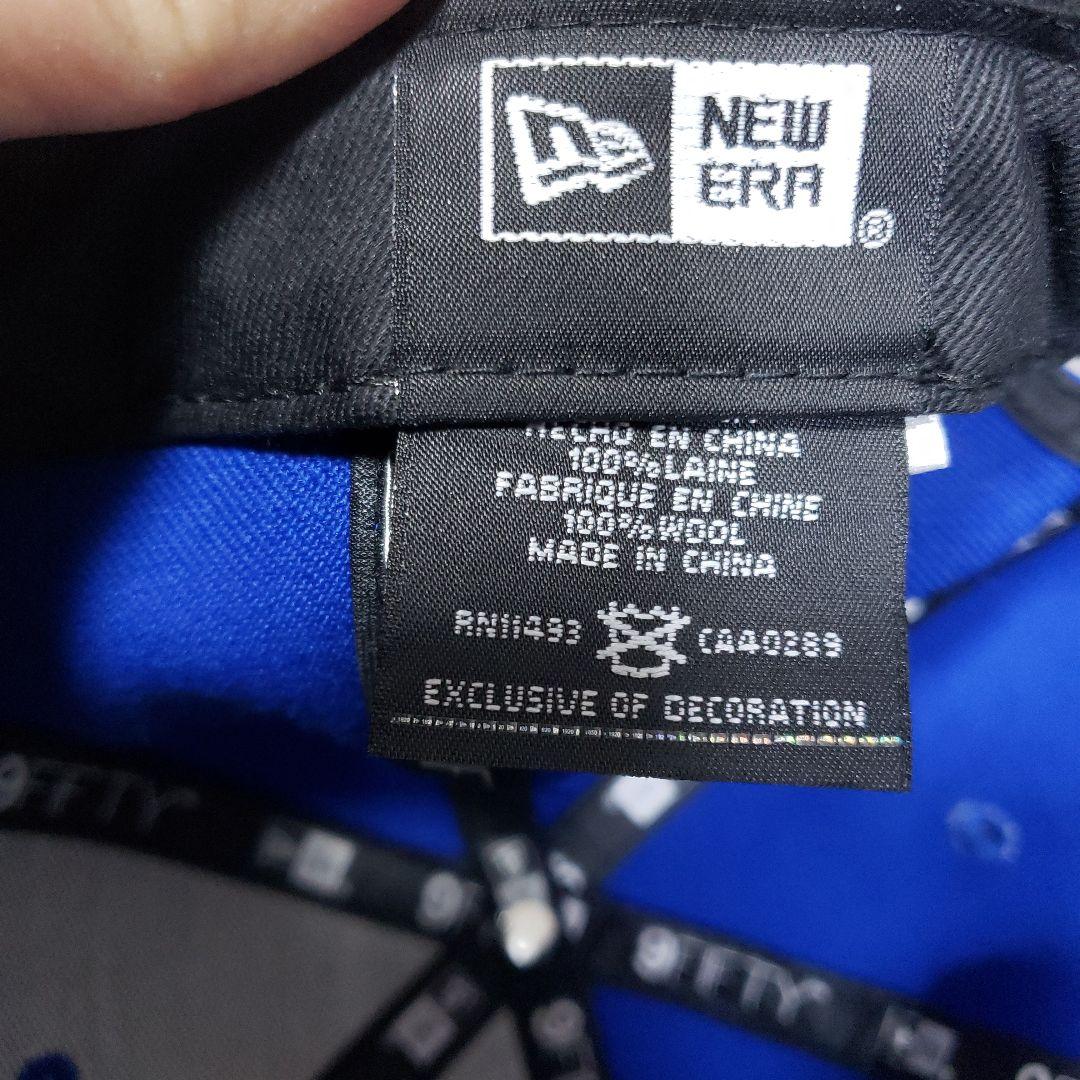 NEW
ERA
®
HECHO EN CHINA
100%LAINE
FABRIQUE EN CHINE
100%WOOL
MADE IN CHINA
RN11493 CA40289
EXCLUSIVE OF DECORATION
9FIFTY
9FIFTY